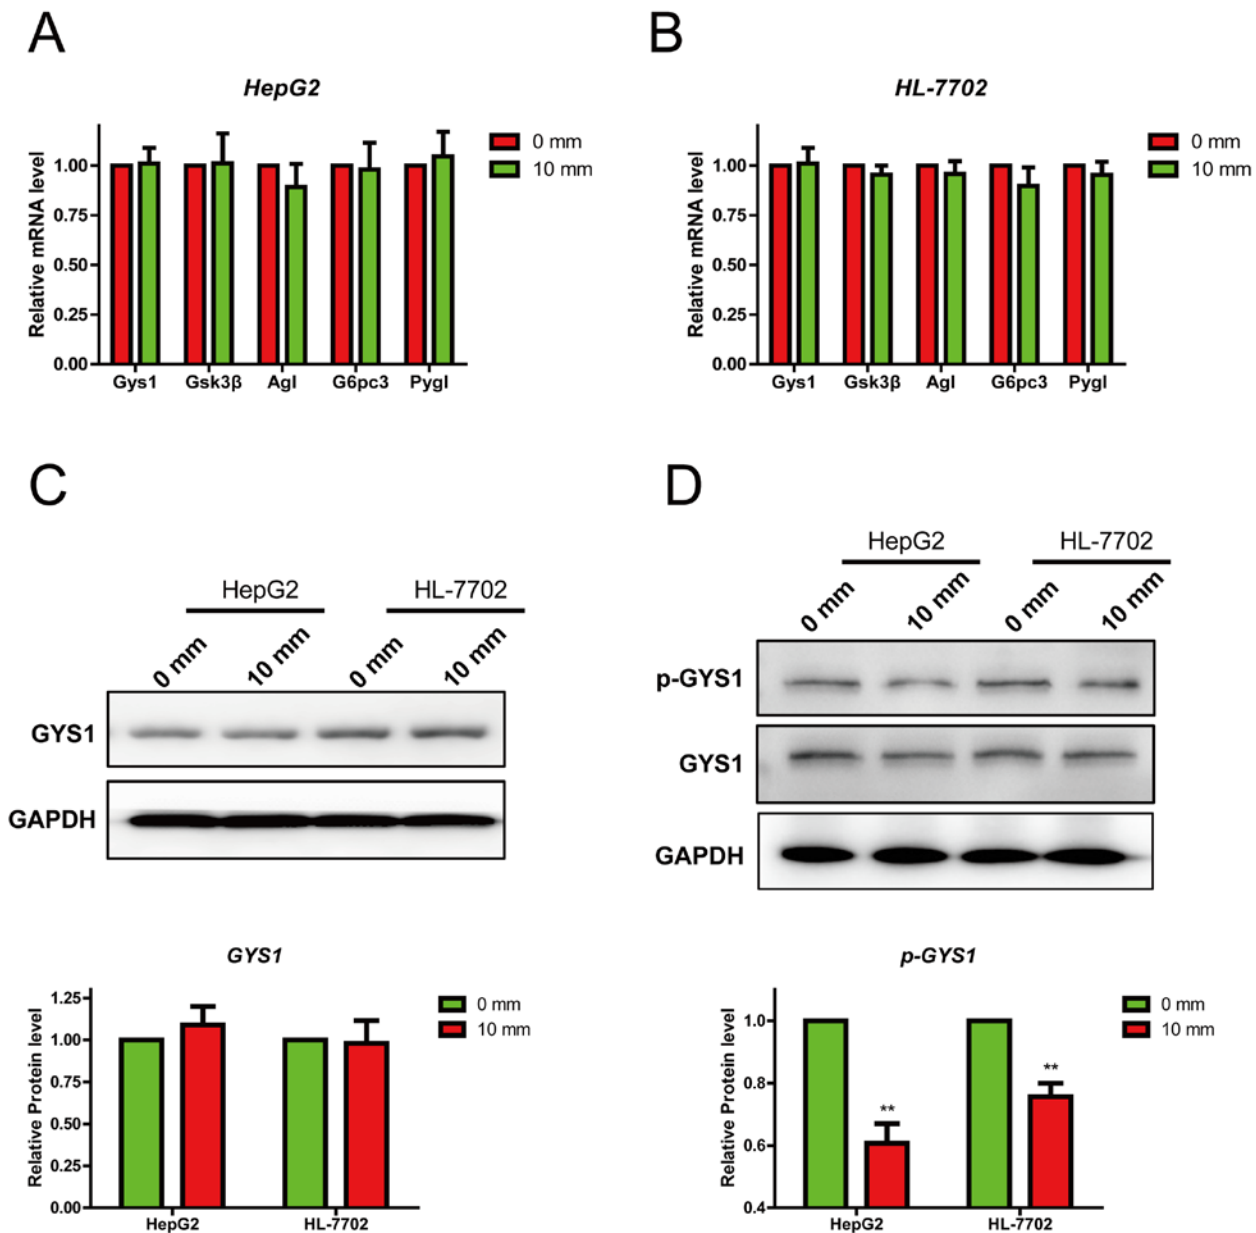 A
HepG2
Relative mRNA level
1.00
0.75
0.50
0.25
0.00
Gys1 Gsk3β Agl G6pc3 Pygl
0 mm
10 mm
B
HL-7702
Relative mRNA level
1.00
0.75
0.50
0.25
0.00
Gys1 Gsk3β Agl G6pc3 Pygl
0 mm
10 mm
C
HepG2 HL-7702
0 mm 10 mm 0 mm 10 mm
GYS1
GAPDH
GYS1
Relative Protein level
1.25
1.00
0.75
0.50
0.25
0.00
HepG2 HL-7702
0 mm
10 mm
D
HepG2 HL-7702
0 mm 10 mm 0 mm 10 mm
p-GYS1
GYS1
GAPDH
p-GYS1
Relative Protein level
1.0
0.8
0.6
0.4
** **
HepG2 HL-7702
0 mm
10 mm